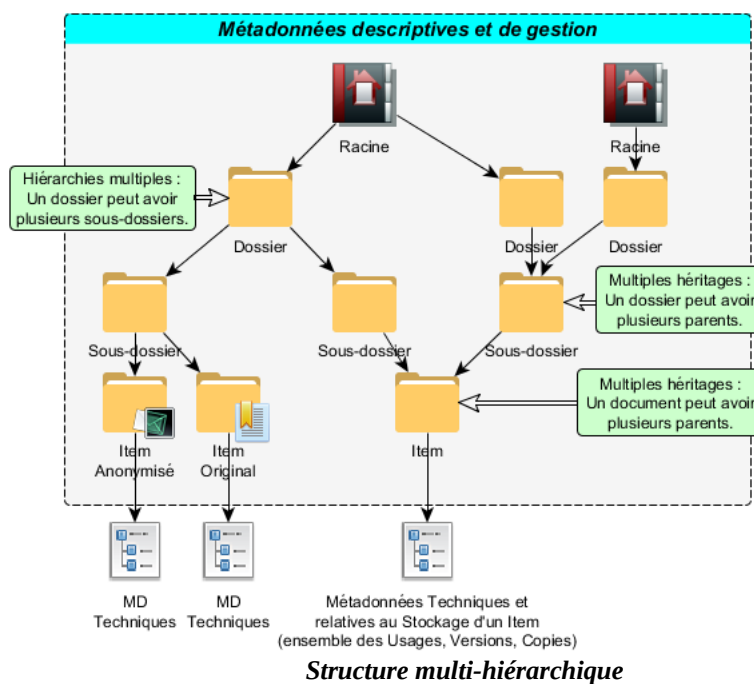 Métadonnées descriptives et de gestion
Racine
Racine
Hiérarchies multiples :
Un dossier peut avoir
plusieurs sous-dossiers.
Dossier
Dossier
Dossier
Multiples héritages :
Un dossier peut avoir
plusieurs parents.
Sous-dossier
Sous-dossier
Sous-dossier
Multiples héritages :
Un document peut avoir
plusieurs parents.
Item
Anonymisé
Item
Original
Item
MD
Techniques
MD
Techniques
Métadonnées Techniques et
relatives au Stockage d'un Item
(ensemble des Usages, Versions, Copies)
Structure multi-hiérarchique